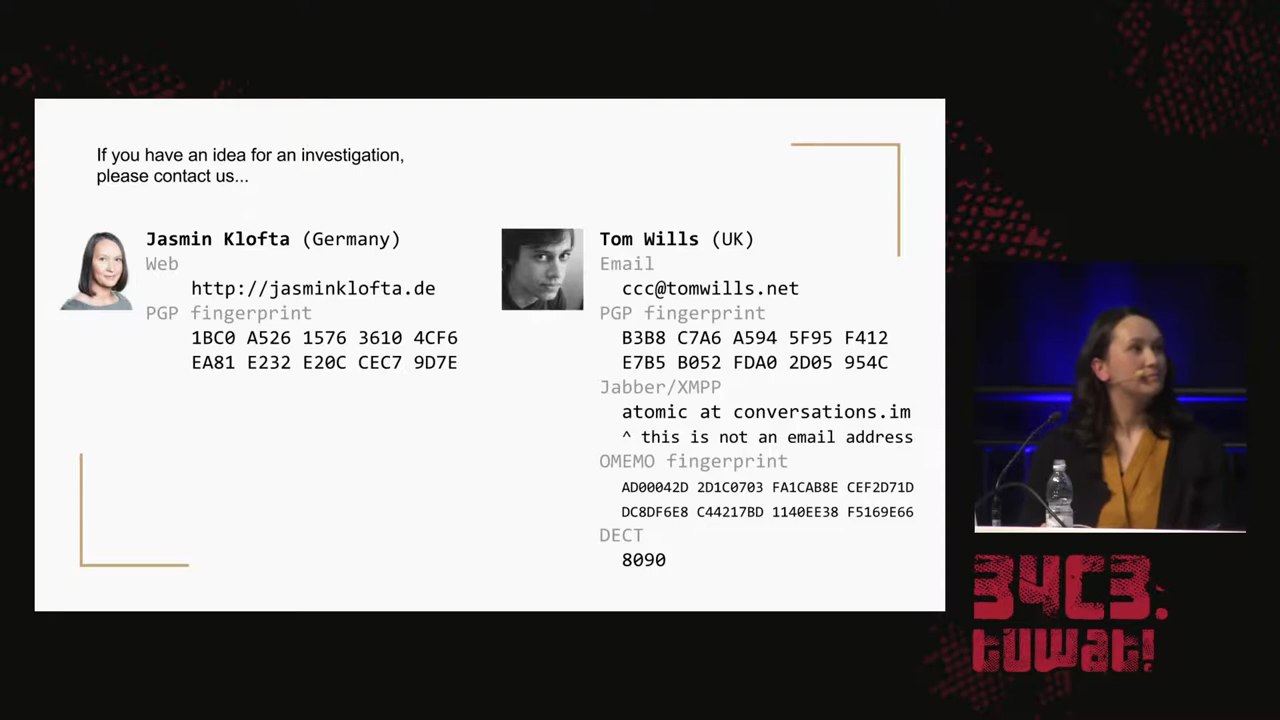 If you have an idea for an investigation,
please contact us...
Jasmin Klofta (Germany)
Web
http://jasminklofta.de
PGP fingerprint
1BC0 A526 1576 3610 4CF6
EA81 E232 E20C CEC7 9D7E
Tom Wills (UK)
Email
ccc@tomwills.net
PGP fingerprint
B3B8 C7A6 A594 5F95 F412
E7B5 B052 FDA0 2D05 954C
Jabber/XMPP
atomic at conversations.im
^ this is not an email address
OMEMO fingerprint
AD00042D 2D1C0703 FA1CAB8E CEF2D71D
DC8DF6E8 C44217BD 1140EE38 F5169E66
DECT
8090
34C3.
tuwat!